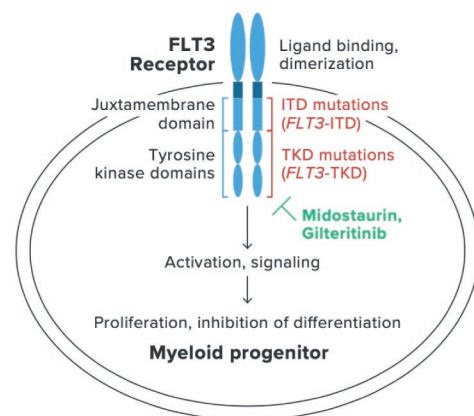 FLT3
Receptor
Ligand binding,
dimerization
Juxtamembrane
domain
ITD mutations
(FLT3-ITD)
Tyrosine
kinase domains
TKD mutations
(FLT3-TKD)
Midostaurin,
Gilteritinib
Activation, signaling
Proliferation, inhibition of differentiation
Myeloid progenitor